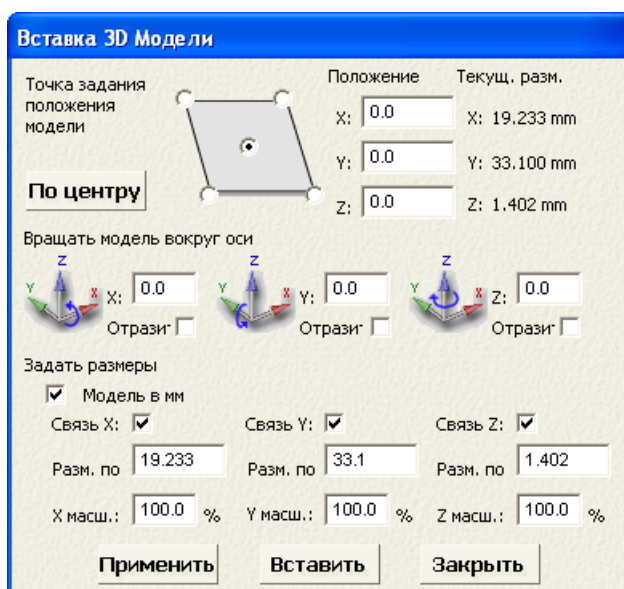 Вставка 3D Модели
Точка задания положения модели
Положение
Текущ. разм.
X: 0.0
X: 19.233 mm
Y: 0.0
Y: 33.100 mm
Z: 0.0
Z: 1.402 mm
По центру
Вращать модель вокруг оси
Z Y X X: 0.0
Z Y X Y: 0.0
Z Y X Z: 0.0
Отразит
Отразит
Отразит
Задать размеры
Модель в мм
Связь X:
Связь Y:
Связь Z:
Разм. по 19.233
Разм. по 33.1
Разм. по 1.402
X масш.: 100.0 %
Y масш.: 100.0 %
Z масш.: 100.0 %
Применить
Вставить
Закрыть